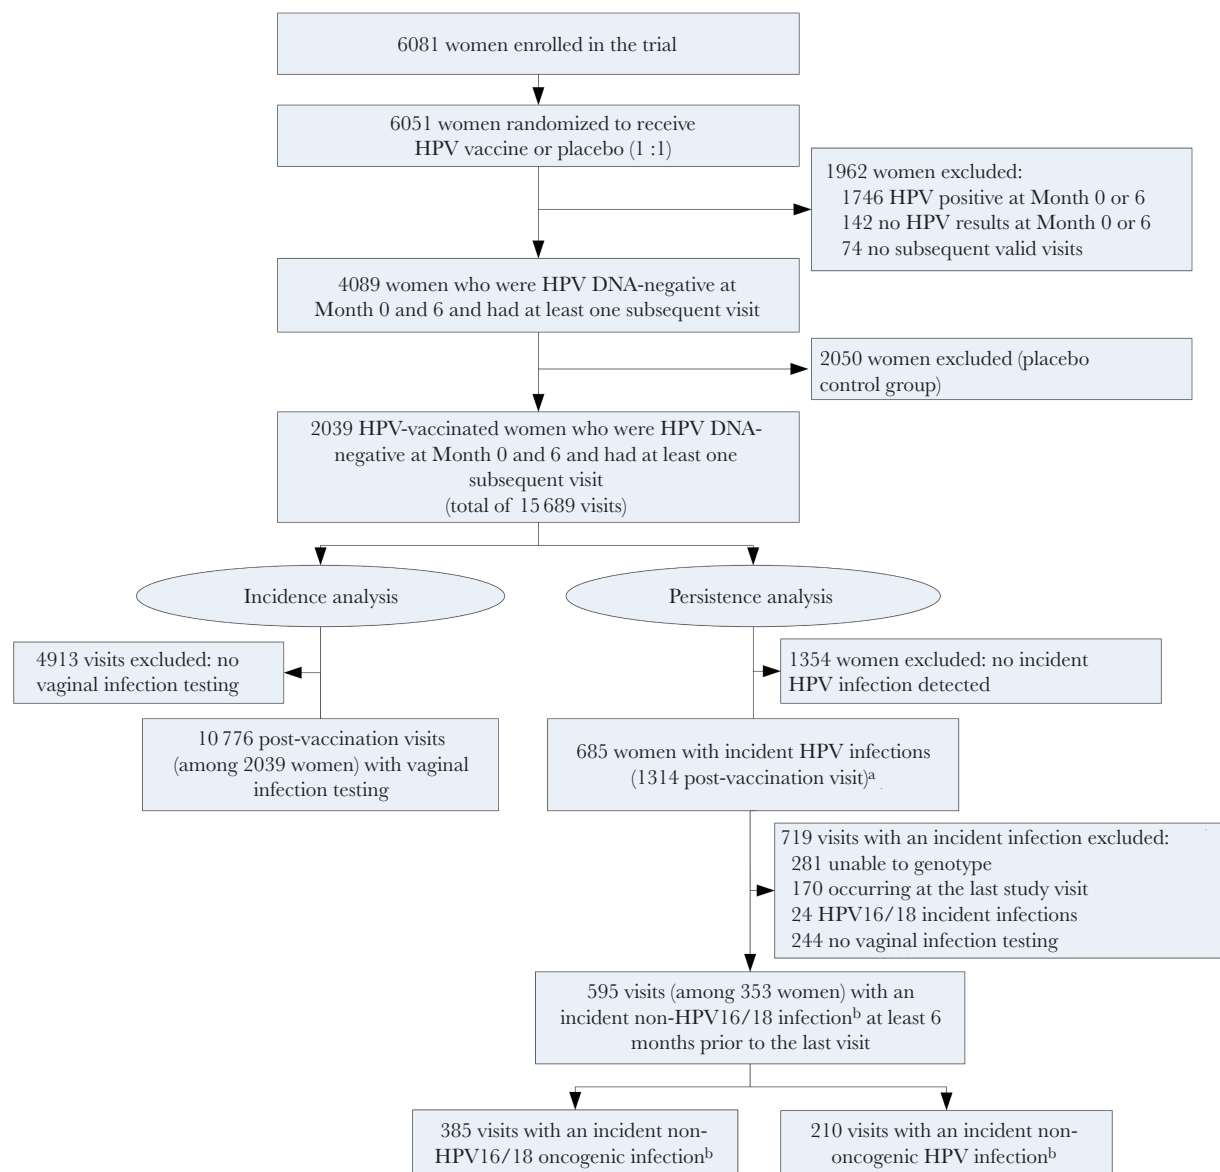 6081 women enrolled in the trial
6051 women randomized to receive
HPV vaccine or placebo (1 :1)
1962 women excluded:
1746 HPV positive at Month 0 or 6
142 no HPV results at Month 0 or 6
74 no subsequent valid visits
4089 women who were HPV DNA-negative at
Month 0 and 6 and had at least one subsequent visit
2050 women excluded (placebo
control group)
2039 HPV-vaccinated women who were HPV DNA-
negative at Month 0 and 6 and had at least one
subsequent visit
(total of 15 689 visits)
Incidence analysis
Persistence analysis
4913 visits excluded: no
vaginal infection testing
1354 women excluded: no incident
HPV infection detected
10 776 post-vaccination visits
(among 2039 women) with vaginal
infection testing
685 women with incident HPV infections
(1314 post-vaccination visit)a
719 visits with an incident infection excluded:
281 unable to genotype
170 occurring at the last study visit
24 HPV16/18 incident infections
244 no vaginal infection testing
595 visits (among 353 women) with an
incident non-HPV16/18 infectionb at least 6
months prior to the last visit
385 visits with an incident non-
HPV16/18 oncogenic infectionb
210 visits with an incident non-
oncogenic HPV infectionb